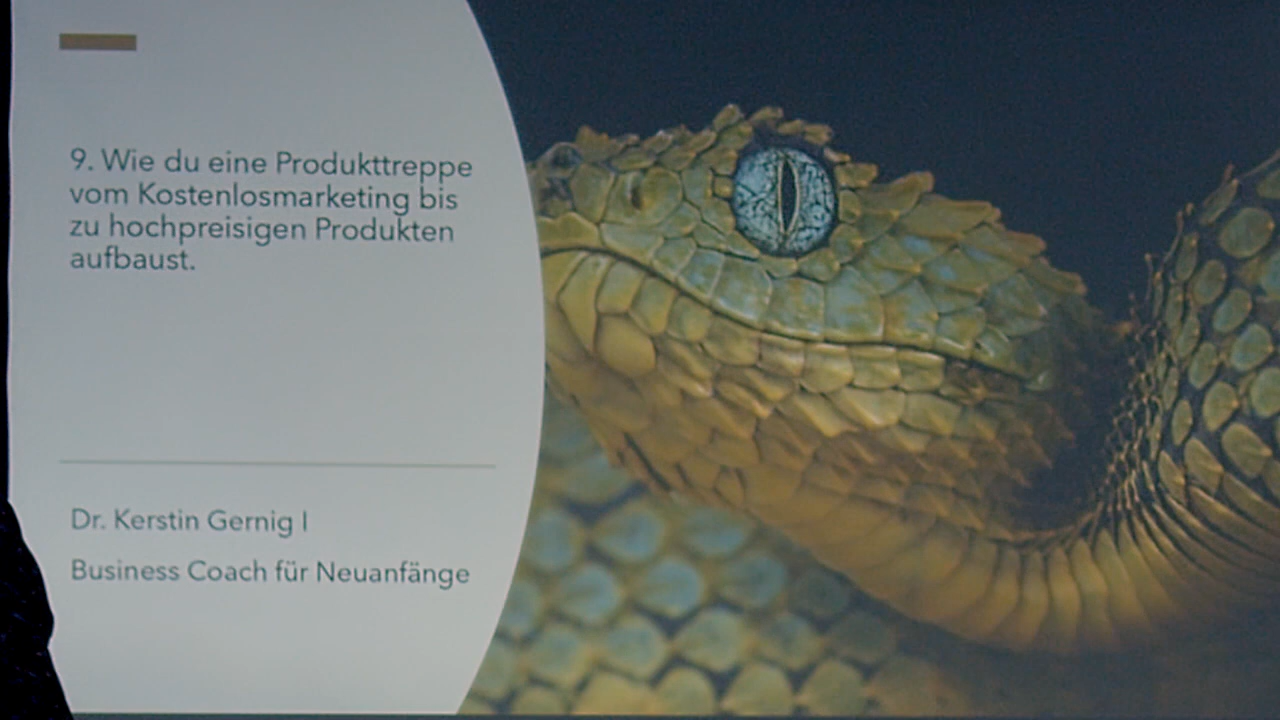 9. Wie du eine Produkttreppe
vom Kostenlosmarketing bis
zu hochpreisigen Produkten
aufbaust.
Dr. Kerstin Gernig I
Business Coach für Neuanfänge